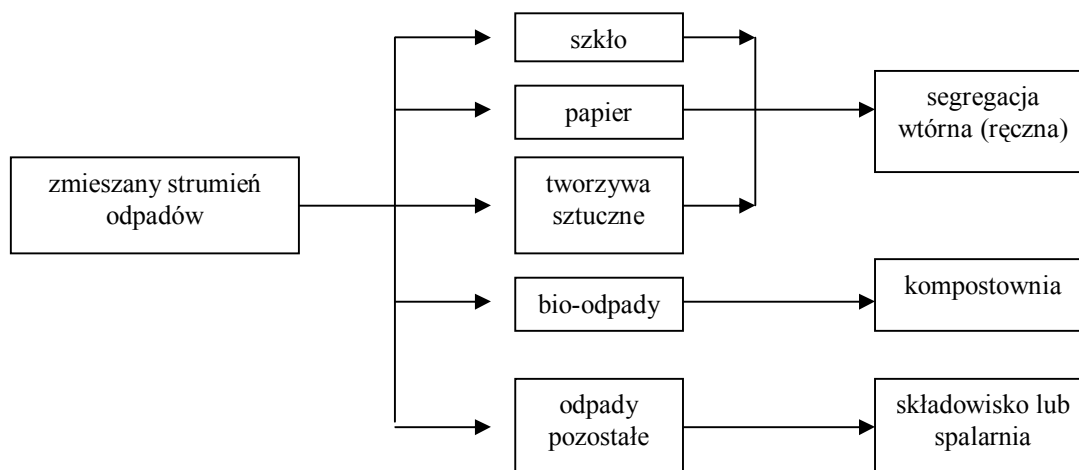 zmieszany strumień
odpadów
szkło
papier
tworzywa
sztuczne
bio-odpady
odpady
pozostałe
segregacja
wtórna (ręczna)
kompostownia
składowisko lub
spalarnia